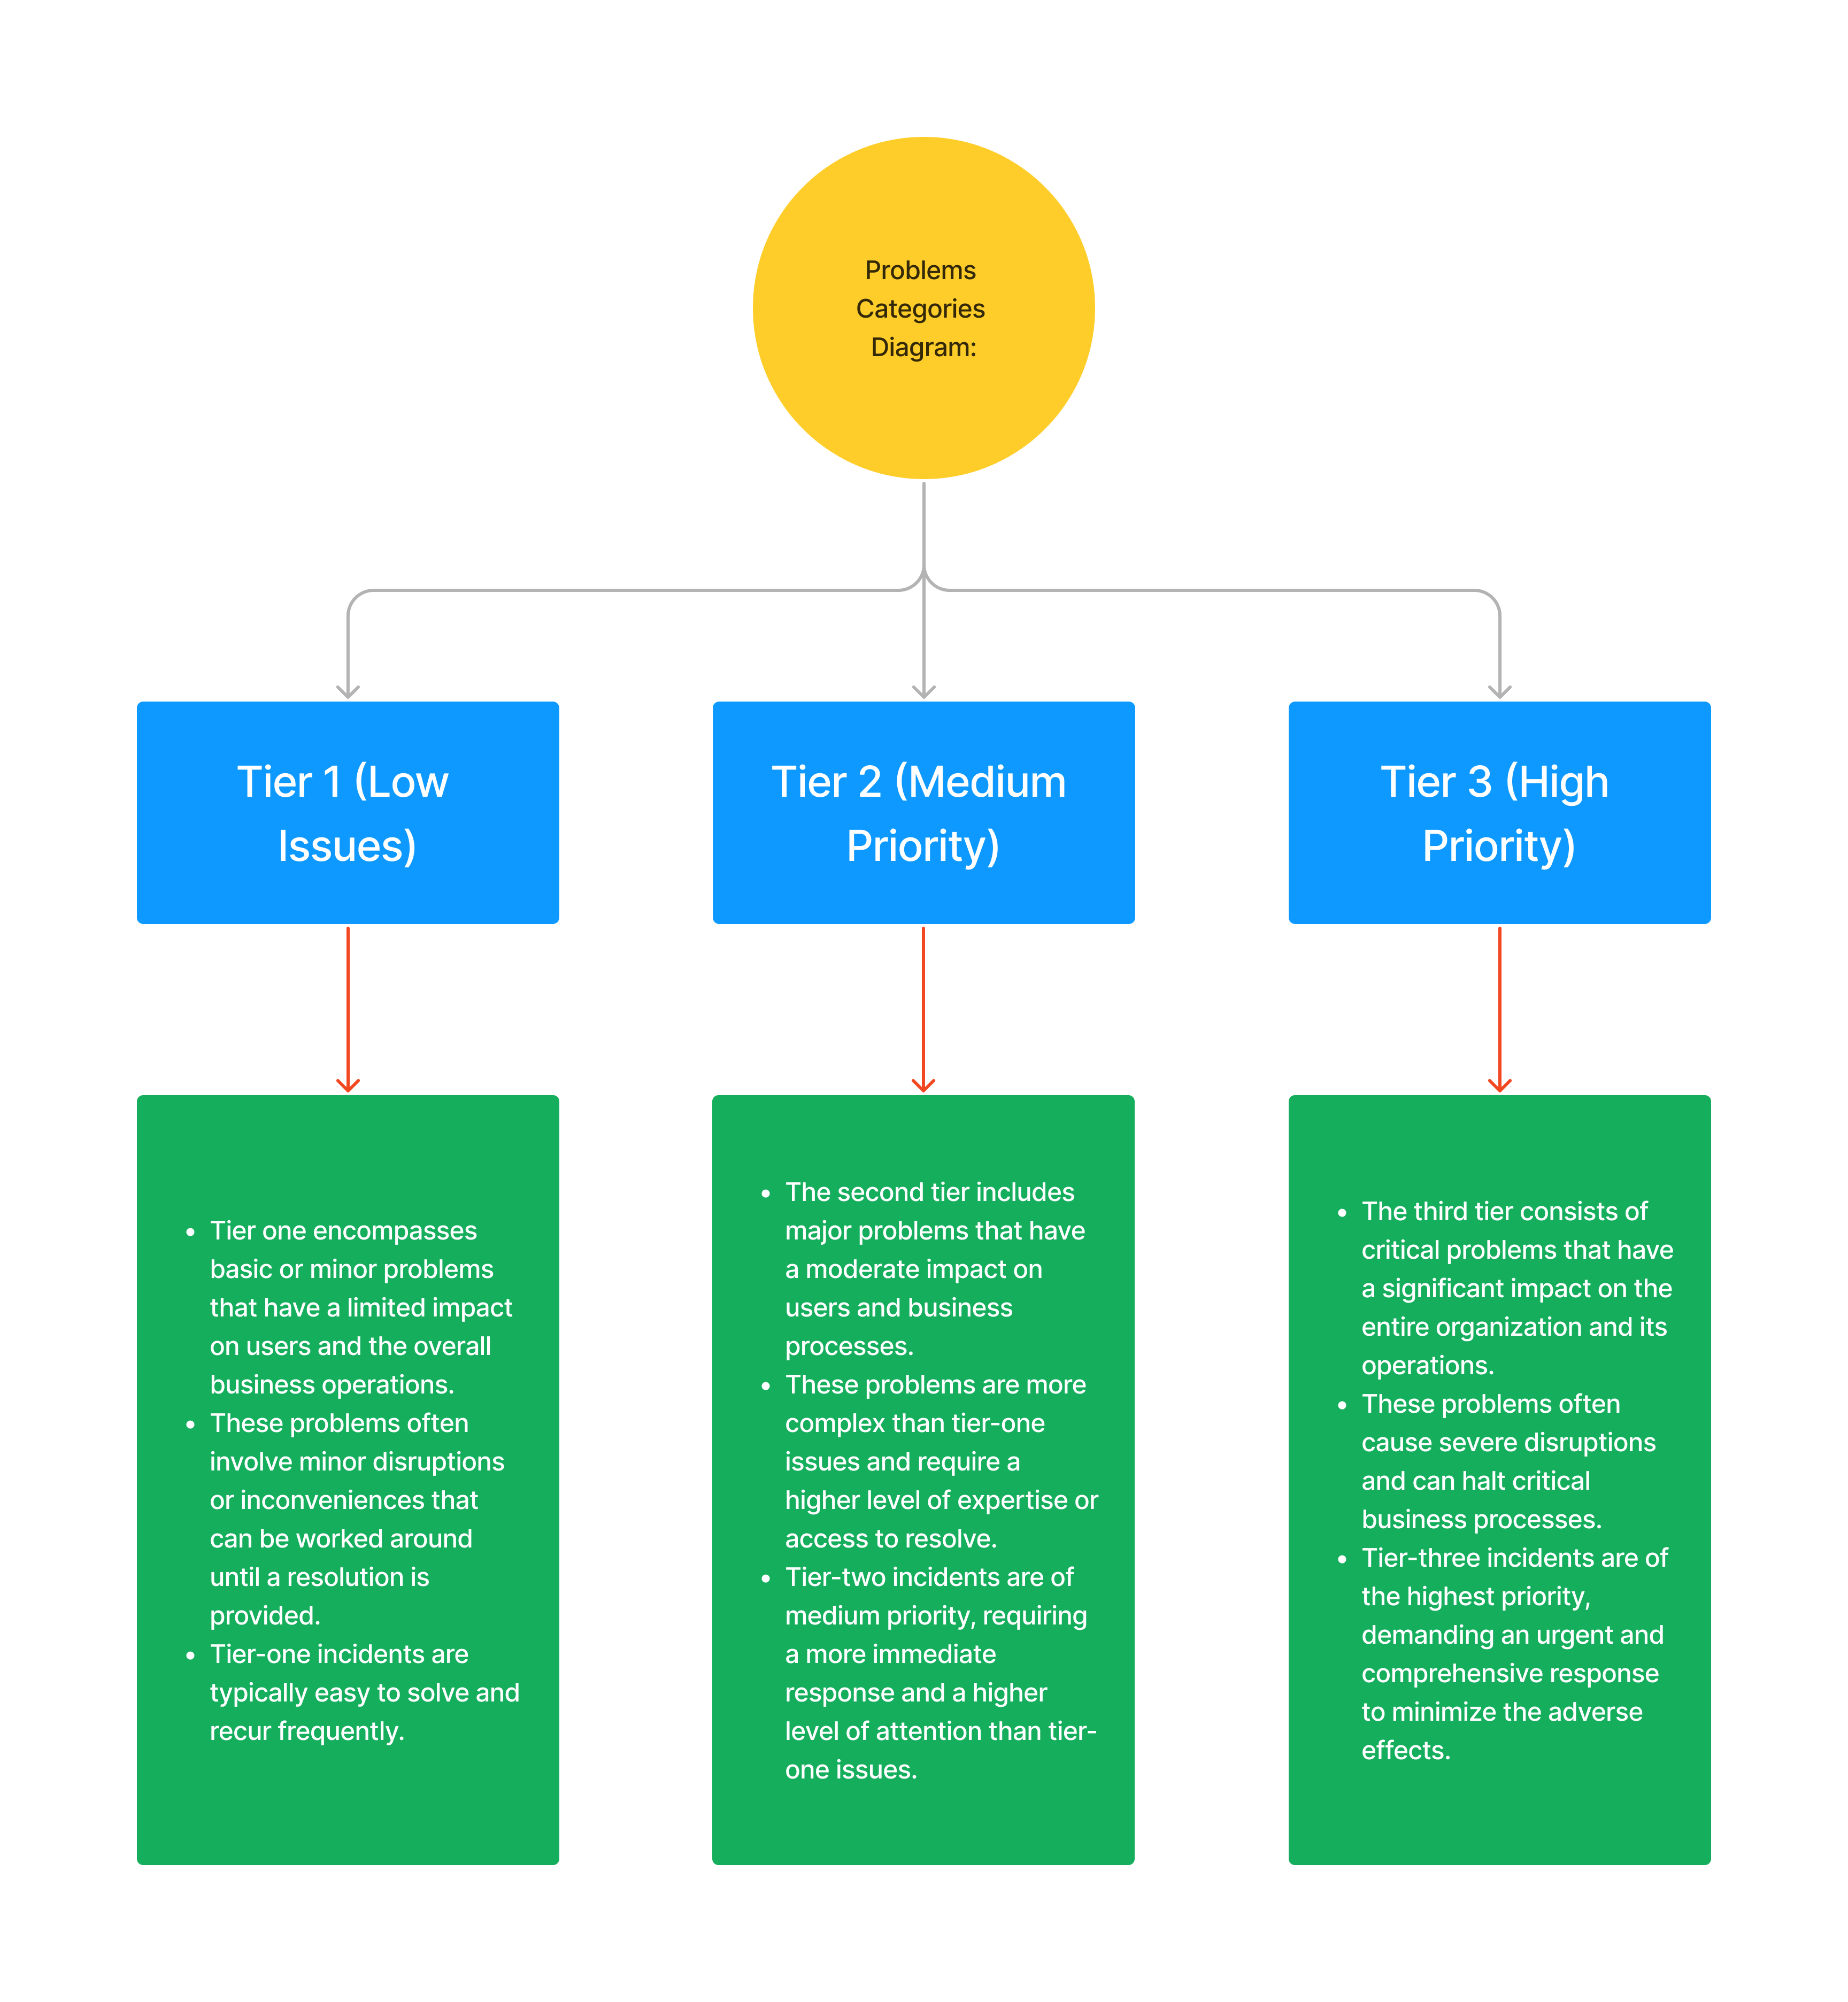 Problems
Categories
Diagram:
Tier 1 (Low
Issues)
Tier 2 (Medium
Priority)
Tier 3 (High
Priority)
• Tier one encompasses
basic or minor problems
that have a limited impact
on users and the overall
business operations.
• These problems often
involve minor disruptions
or inconveniences that
can be worked around
until a resolution is
provided.
• Tier-one incidents are
typically easy to solve and
recur frequently.
• The second tier includes
major problems that have
a moderate impact on
users and business
processes.
• These problems are more
complex than tier-one
issues and require a
higher level of expertise or
access to resolve.
• Tier-two incidents are of
medium priority, requiring
a more immediate
response and a higher
level of attention than tier-
one issues.
• The third tier consists of
critical problems that have
a significant impact on the
entire organization and its
operations.
• These problems often
cause severe disruptions
and can halt critical
business processes.
• Tier-three incidents are of
the highest priority,
demanding an urgent and
comprehensive response
to minimize the adverse
effects.